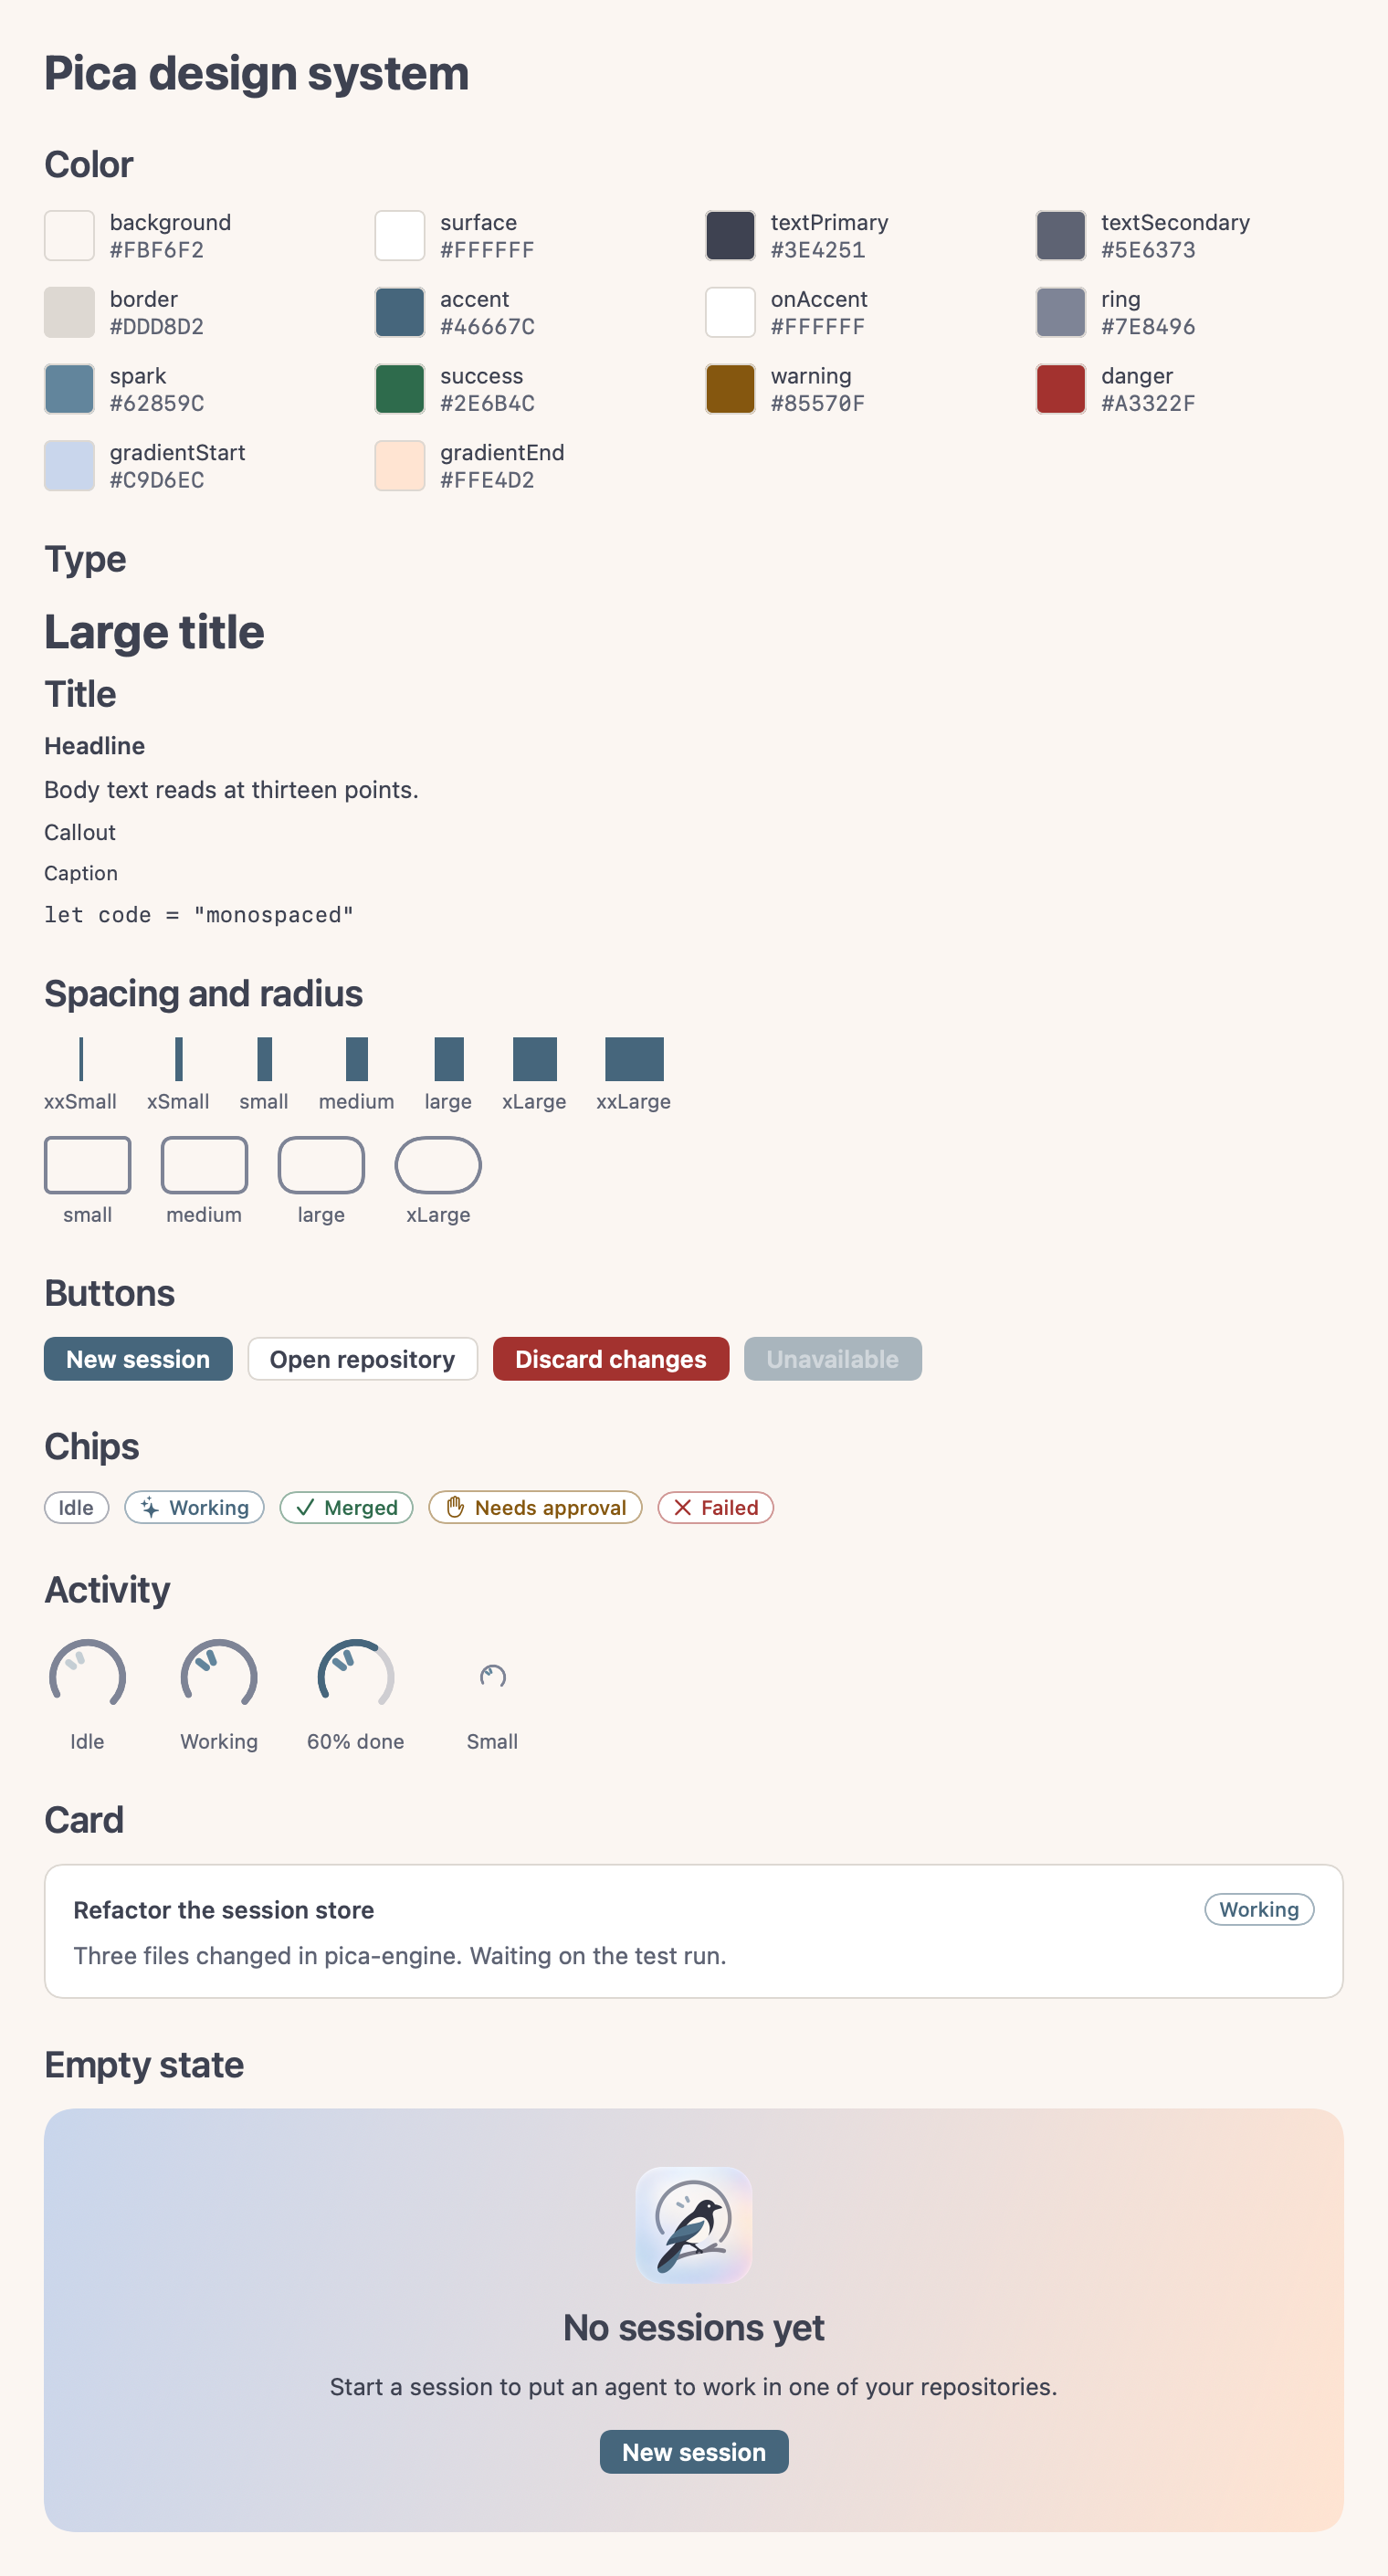 Pica design system
Color
background
#FBF6F2
surface
#FFFFFF
textPrimary
#3E4251
textSecondary
#5E6373
border
#DDD8D2
accent
#46667C
onAccent
#FFFFFF
ring
#7E8496
spark
#62859C
success
#2E6B4C
warning
#85570F
danger
#A3322F
gradientStart
#C9D6EC
gradientEnd
#FFE4D2
Type
Large title
Title
Headline
Body text reads at thirteen points.
Callout
Caption
let code = "monospaced"
Spacing and radius
xxSmall xSmall small medium large xLarge xxLarge
small medium large xLarge
Buttons
New session Open repository Discard changes Unavailable
Chips
Idle Working Merged Needs approval Failed
Activity
Idle Working 60% done Small
Card
Refactor the session store Working
Three files changed in pica-engine. Waiting on the test run.
Empty state
No sessions yet
Start a session to put an agent to work in one of your repositories.
New session